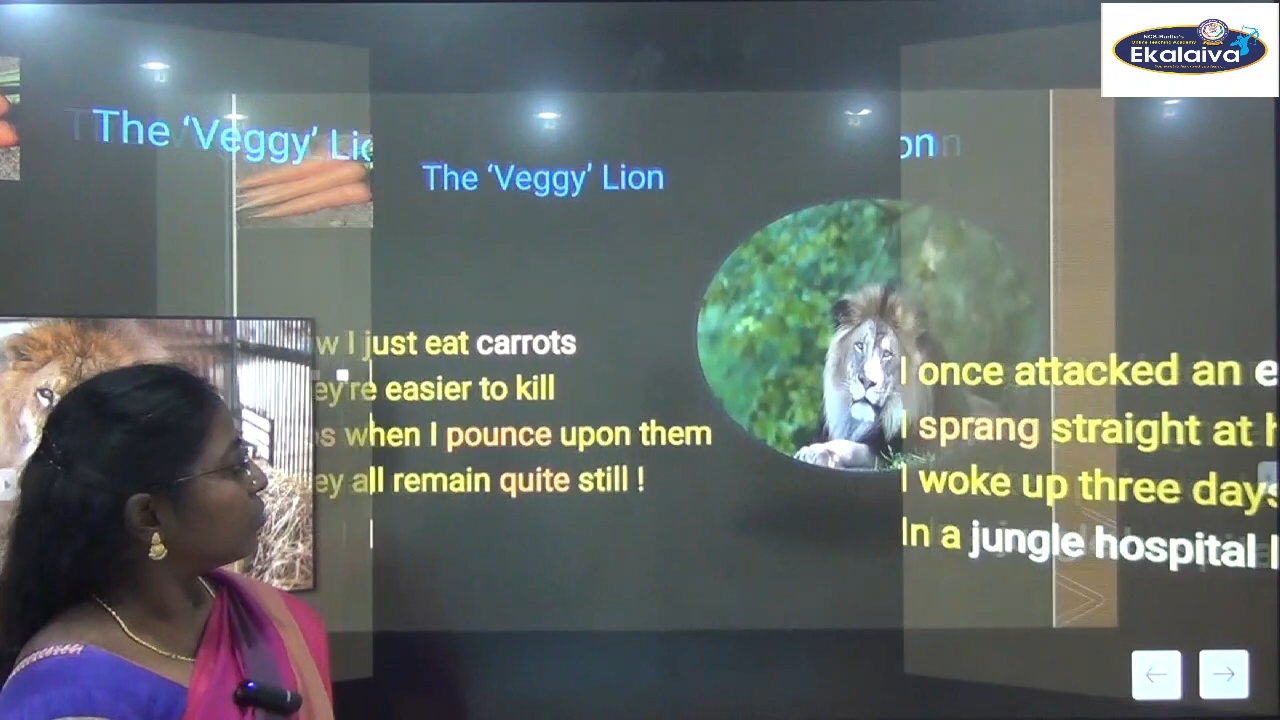 Ekalaiva
The ‘Veggy’
The ‘Veggy’ Lion
on
w I just eat carrots
ey're easier to kill
s when I pounce upon them
ey all remain quite still !
I once attacked an e
I sprang straight at h
I woke up three days
In a jungle hospital